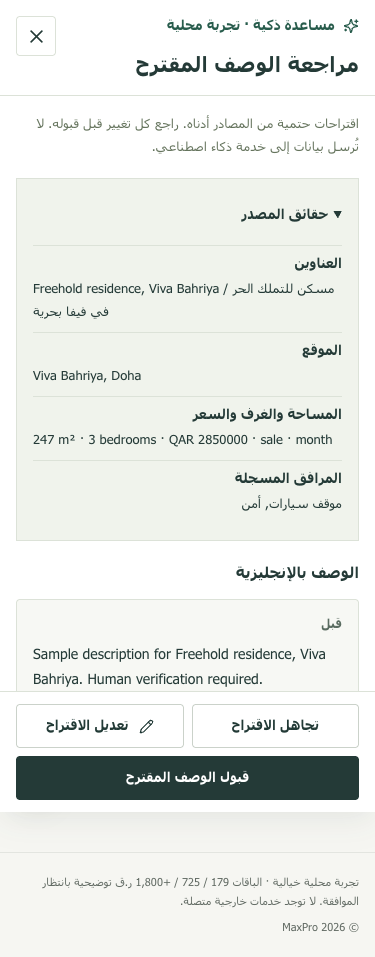 مساعدة ذكية · تجربة محلية
مراجعة الوصف المقترح
اقتراحات حتمية من المصادر أدناه. راجع كل تغيير قبل قبوله. لا
تُرسل بيانات إلى خدمة ذكاء اصطناعي.
▼ حقائق المصدر
العناوين
Freehold residence, Viva Bahriya / مسكن للتملك الحر
في فيفا بحرية
الموقع
Viva Bahriya, Doha
المساحة والغرف والسعر
247 m² · 3 bedrooms · QAR 2850000 · sale · month
المرافق المسجلة
موقف سيارات, أمن
الوصف بالإنجليزية
قبل
Sample description for Freehold residence, Viva
Bahriya. Human verification required.
تجاهل الاقتراح
تعديل الاقتراح
قبول الوصف المقترح
تجربة محلية خيالية · الباقات 179 / 725 / +1,800 ر.ق توضيحية بانتظار
الموافقة. لا توجد خدمات خارجية متصلة.
© 2026 MaxPro